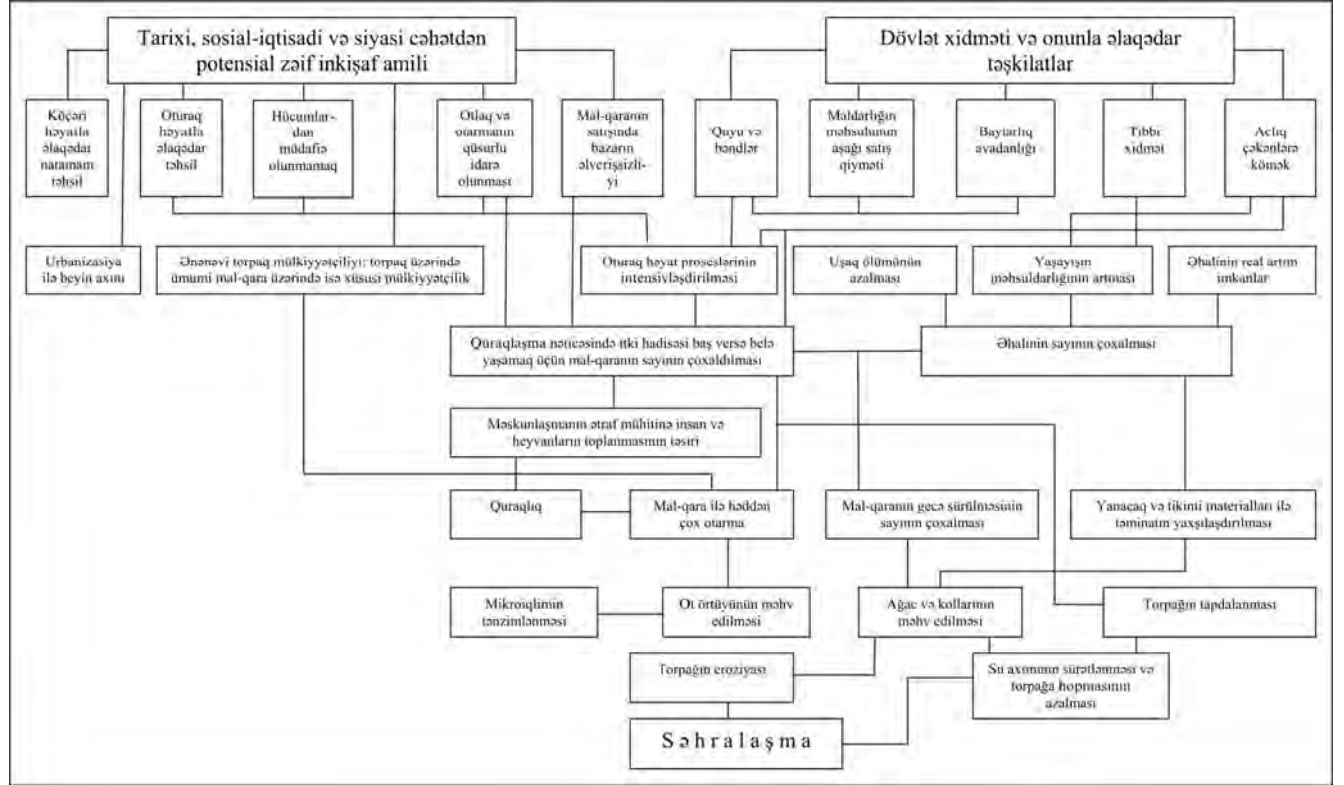 Tarixi, sosial-iqtisadi və siyasi cəhətdən
potensial zəif inkişaf amili
Dövlət xidməti və onunla əlaqədar
təşkilatlar
Köçəri
həyatla
əlaqədar
natamam
təhsil
Oturaq
həyatla
əlaqədar
təhsil
Hücumlar-
dan
müdafiə
olunmamaq
Otlaq və
otarmanın
qüsurlu
idarə
olunması
Mal-qaranın
satışında
bazarın
əlverişsizli-
yi
Quyu və
bəndlər
Maldarlığın
məhsulunun
aşağı satış
qiyməti
Baytarlıq
avadanlığı
Tibbi
xidmət
Aclıq
çəkənlərə
kömək
Urbanizasiya
ilə beyin axını
Ənənəvi torpaq mülkiyyətçiliyi: torpaq üzərində
ümumi mal-qara üzərində isə xüsusi mülkiyyətçilik
Oturaq həyat proseslərinin
intensivləşdirilməsi
Uşaq ölümünün
azalması
Yaşayışım
məhsuldarlığının artması
Əhalinin real artım
imkanlar
Quraqlaşma nəticəsində itki hadisəsi baş versə belə
yaşamaq üçün mal-qaranın sayının çoxaldılması
Əhalinin sayının çoxalması
Məskunlaşmanın ətraf mühitinə insan və
heyvanların toplanmasının təsiri
Quraqlıq
Mal-qara ilə həddən
çox otarma
Mal-qaranın gecə sürülməsinin
sayının çoxalması
Yanacaq və tikinti materialları ilə
təminatın yaxşılaşdırılması
Mikroiqlimin
tənzimlənməsi
Ot örtüyünün məhv
edilməsi
Ağac və kollarının
məhv edilməsi
Torpağın tapdalanması
Torpağın eroziyası
Su axınının sürətlənməsi və
torpağa hopmasının
azalması
Səhralaşma